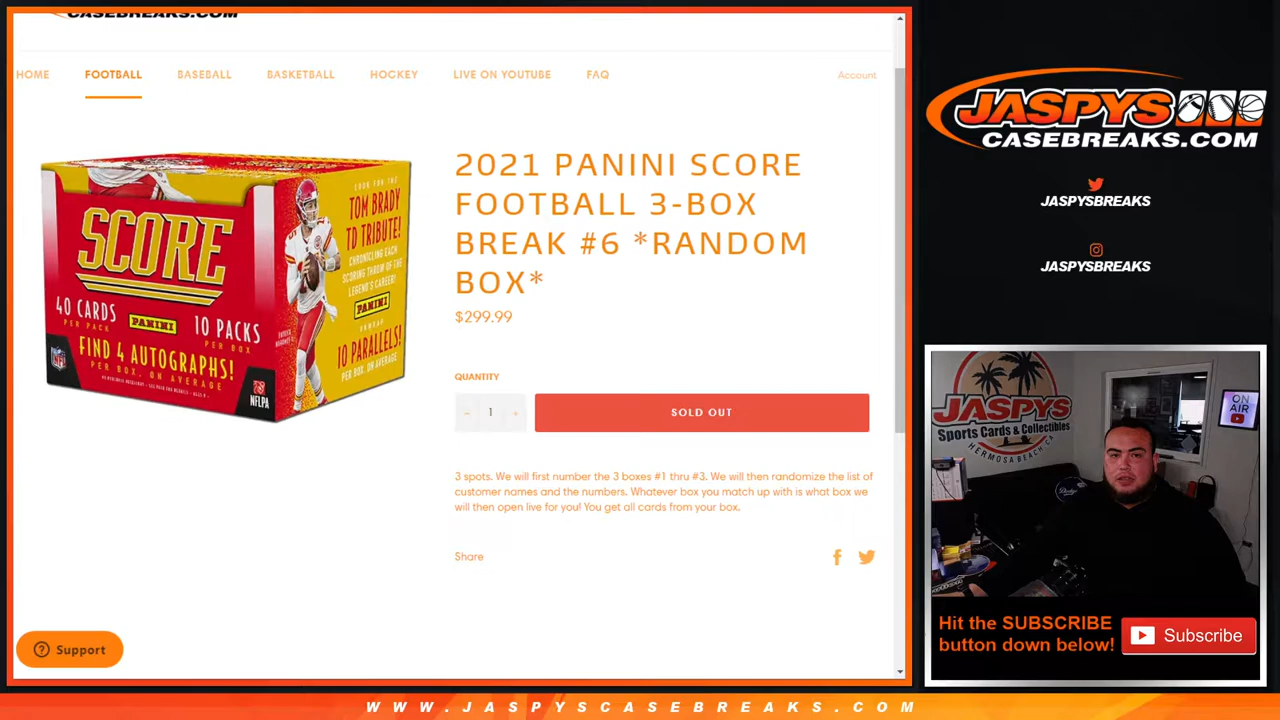 CASEBREAKS.COM
HOME FOOTBALL BASEBALL BASKETBALL HOCKEY LIVE ON YOUTUBE FAQ Account
LOOK FOR THE
TOM BRADY
TD TRIBUTE!
CHRONICLING EACH
SCORING THROW OF THE
LEGEND'S CAREER!
PANINI
10 PARALLELS!
PER BOX, ON AVERAGE
SCORE
40 CARDS
PER PACK
PANINI
10 PACKS
PER BOX
FIND 4 AUTOGRAPHS!
PER BOX, ON AVERAGE
NFL
NFLPA
2021 PANINI SCORE
FOOTBALL 3-BOX
BREAK #6 *RANDOM
BOX*
$299.99
QUANTITY
− 1 +
SOLD OUT
3 spots. We will first number the 3 boxes #1 thru #3. We will then randomize the list of
customer names and the numbers. Whatever box you match up with is what box we
will then open live for you! You get all cards from your box.
Share
Support
JASPYS
CASEBREAKS.COM
JASPYSBREAKS
JASPYSBREAKS
JASPYS
Sports Cards & Collectibles
HERMOSA BEACH, CA
ON
AIR
Dodgers
Hit the SUBSCRIBE
button down below!
Subscribe
WWW.JASPYSCASEBREAKS.COM